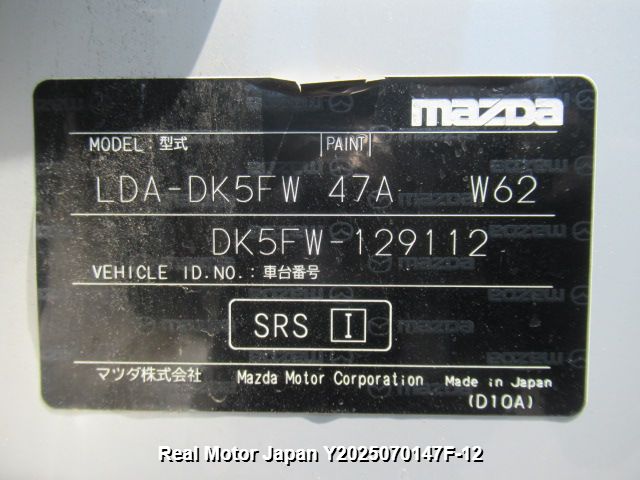 mazda
MODEL:型式 PAINT
LDA-DK5FW 47A W62
DK5FW-129112
VEHICLE ID.NO.:車台番号
SRS I
マツダ株式会社 Mazda Motor Corporation Made in Japan
(D10A)
Real Motor Japan Y2025070147F-12